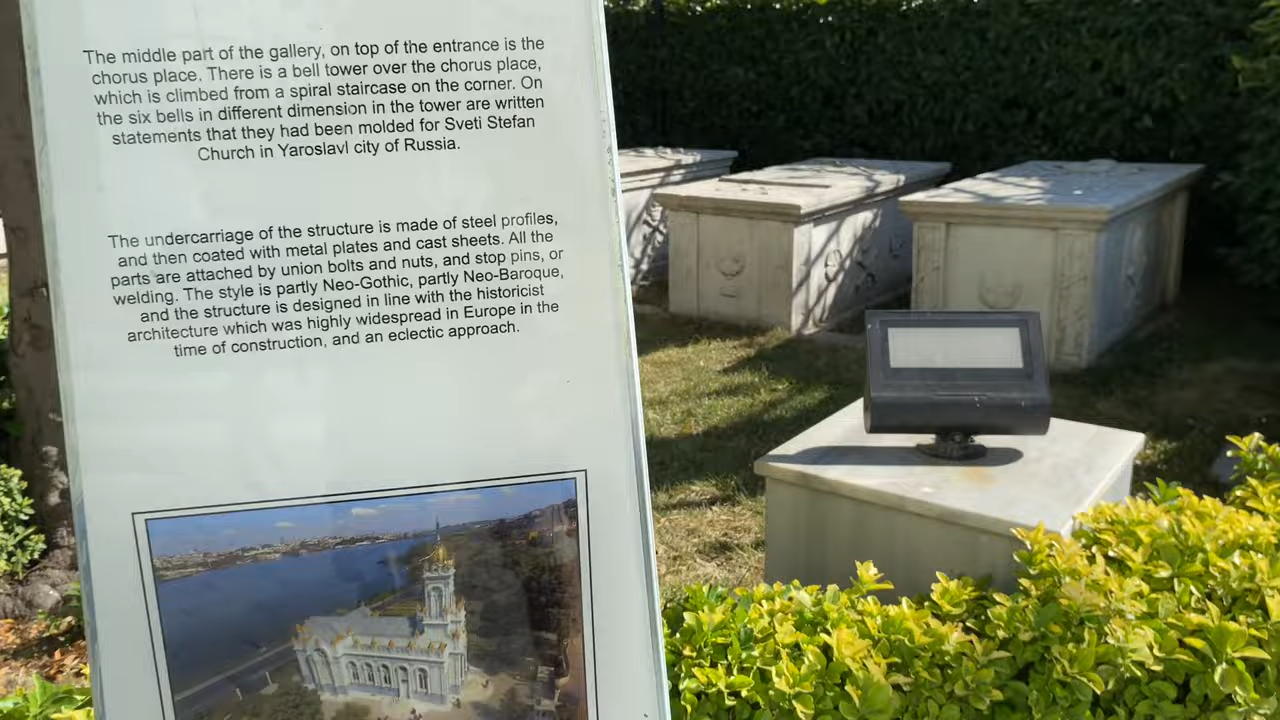 The middle part of the gallery, on top of the entrance is the
chorus place. There is a bell tower over the chorus place,
which is climbed from a spiral staircase on the corner. On
the six bells in different dimension in the tower are written
statements that they had been molded for Sveti Stefan
Church in Yaroslavl city of Russia.
The undercarriage of the structure is made of steel profiles,
and then coated with metal plates and cast sheets. All the
parts are attached by union bolts and nuts, and stop pins, or
welding. The style is partly Neo-Gothic, partly Neo-Baroque,
and the structure is designed in line with the historicist
architecture which was highly widespread in Europe in the
time of construction, and an eclectic approach.